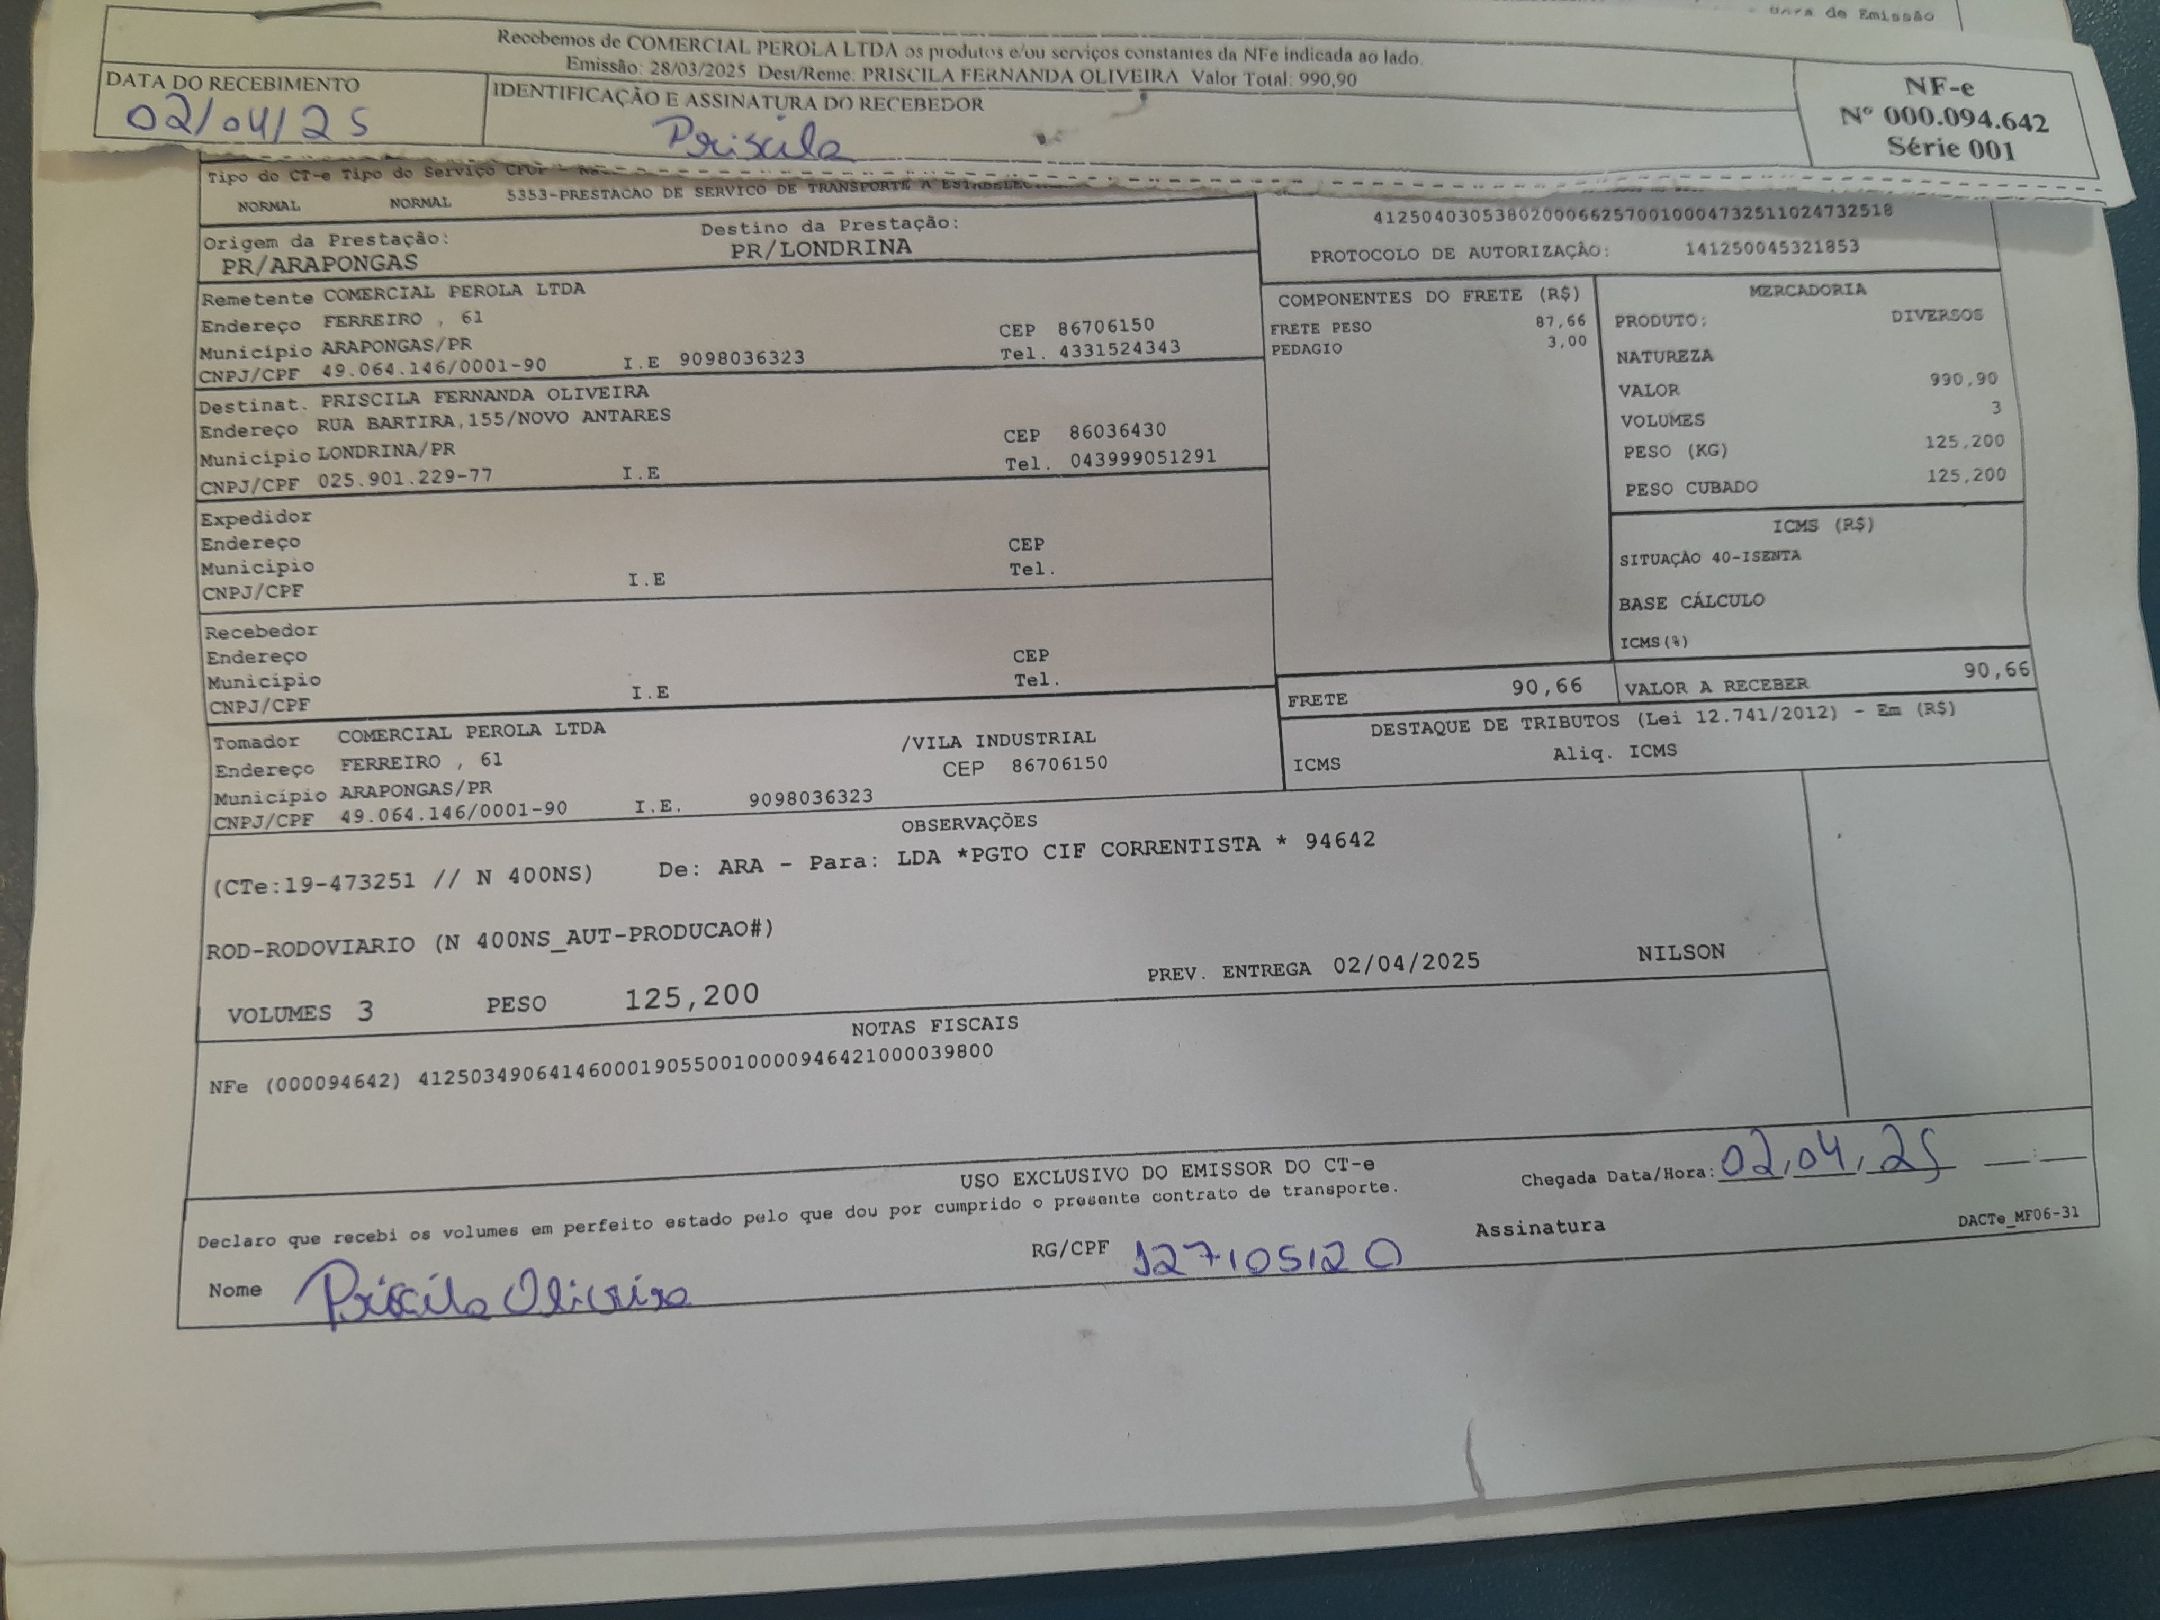 de Emissão
Recebemos de COMERCIAL PEROLA LTDA os produtos e/ou serviços constantes da NFe indicada ao lado.
Emissão: 28/03/2025 Dest/Reme: PRISCILA FERNANDA OLIVEIRA Valor Total: 990,90
DATA DO RECEBIMENTO
02/04/25
IDENTIFICAÇÃO E ASSINATURA DO RECEBEDOR
Priscila
NF-e
Nº 000.094.642
Série 001
Tipo do CT-e Tipo do Serviço
NORMAL NORMAL 5353-PRESTACAO DE SERVICO DE TRANSPORTE A
41250403053802000662570010004732511024732518
PROTOCOLO DE AUTORIZAÇÃO: 141250045321853
Origem da Prestação: Destino da Prestação:
PR/ARAPONGAS PR/LONDRINA
Remetente COMERCIAL PEROLA LTDA
Endereço FERREIRO , 61 CEP 86706150
Município ARAPONGAS/PR Tel. 4331524343
CNPJ/CPF 49.064.146/0001-90 I.E 9098036323
Destinat. PRISCILA FERNANDA OLIVEIRA
Endereço RUA BARTIRA,155/NOVO ANTARES CEP 86036430
Município LONDRINA/PR Tel. 043999051291
CNPJ/CPF 025.901.229-77 I.E
Expedidor
Endereço CEP
Município Tel.
CNPJ/CPF I.E
Recebedor
Endereço CEP
Município Tel.
CNPJ/CPF I.E
Tomador COMERCIAL PEROLA LTDA /VILA INDUSTRIAL
Endereço FERREIRO , 61 CEP 86706150
Município ARAPONGAS/PR
CNPJ/CPF 49.064.146/0001-90 I.E. 9098036323
COMPONENTES DO FRETE (R$)
FRETE PESO 87,66
PEDAGIO 3,00
MERCADORIA
PRODUTO: DIVERSOS
NATUREZA
VALOR 990,90
VOLUMES 3
PESO (KG) 125,200
PESO CUBADO 125,200
ICMS (R$)
SITUAÇÃO 40-ISENTA
BASE CÁLCULO
ICMS(%)
FRETE 90,66 VALOR A RECEBER 90,66
DESTAQUE DE TRIBUTOS (Lei 12.741/2012) - Em (R$)
ICMS Aliq. ICMS
OBSERVAÇÕES
(CTe:19-473251 // N 400NS) De: ARA - Para: LDA *PGTO CIF CORRENTISTA * 94642
ROD-RODOVIARIO (N 400NS_AUT-PRODUCAO#)
VOLUMES 3 PESO 125,200 PREV. ENTREGA 02/04/2025 NILSON
NOTAS FISCAIS
NFe (000094642) 41250349064146000190550010000946421000039800
USO EXCLUSIVO DO EMISSOR DO CT-e
Declaro que recebi os volumes em perfeito estado pelo que dou por cumprido o presente contrato de transporte.
Chegada Data/Hora: 02,04,25 :
Nome Priscila Oliveira RG/CPF 127105120 Assinatura
DACTe_MF06-31